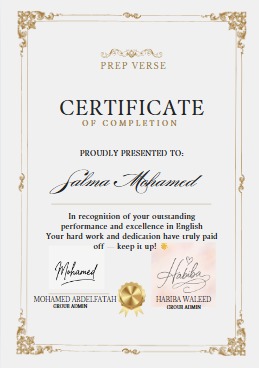 PREP VERSE
CERTIFICATE
OF COMPLETION
PROUDLY PRESENTED TO:
Salma Mohamed
In recognition of your outstanding
performance and excellence in English
Your hard work and dedication have truly paid
off — keep it up!
Mohamed
Habiba
MOHAMED ABDELFATAH
HABIBA WALEED
GROUP ADMIN
GROUP ADMIN